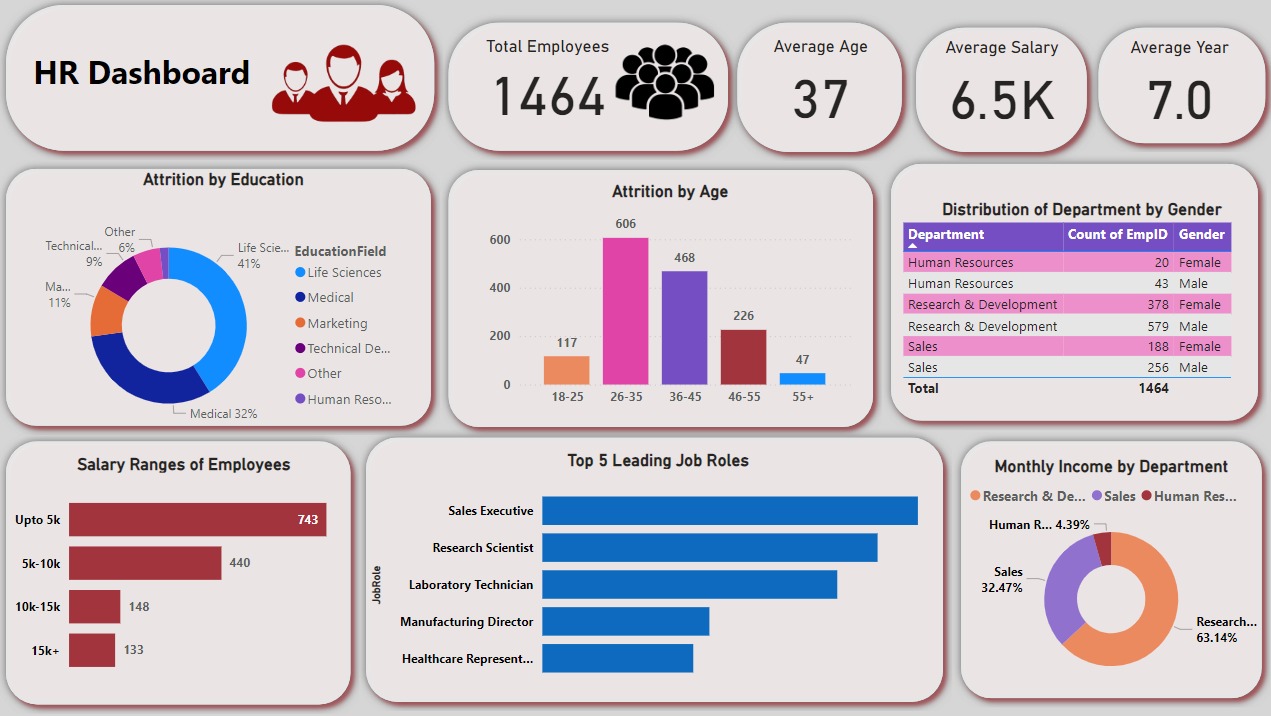 HR Dashboard
Total Employees
1464
Average Age
37
Average Salary
6.5K
Average Year
7.0
Attrition by Education
Other
6%
Technical...
9%
Ma...
11%
Life Scie...
41%
Medical 32%
EducationField
Life Sciences
Medical
Marketing
Technical De...
Other
Human Reso...
Attrition by Age
600
400
200
0
117
606
468
226
47
18-25
26-35
36-45
46-55
55+
Distribution of Department by Gender
Department Count of EmpID Gender
Human Resources 20 Female
Human Resources 43 Male
Research & Development 378 Female
Research & Development 579 Male
Sales 188 Female
Sales 256 Male
Total 1464
Salary Ranges of Employees
Upto 5k 743
5k-10k 440
10k-15k 148
15k+ 133
Top 5 Leading Job Roles
JobRole
Sales Executive
Research Scientist
Laboratory Technician
Manufacturing Director
Healthcare Represent...
Monthly Income by Department
Research & De... Sales Human Res...
Human R... 4.39%
Sales
32.47%
Research...
63.14%